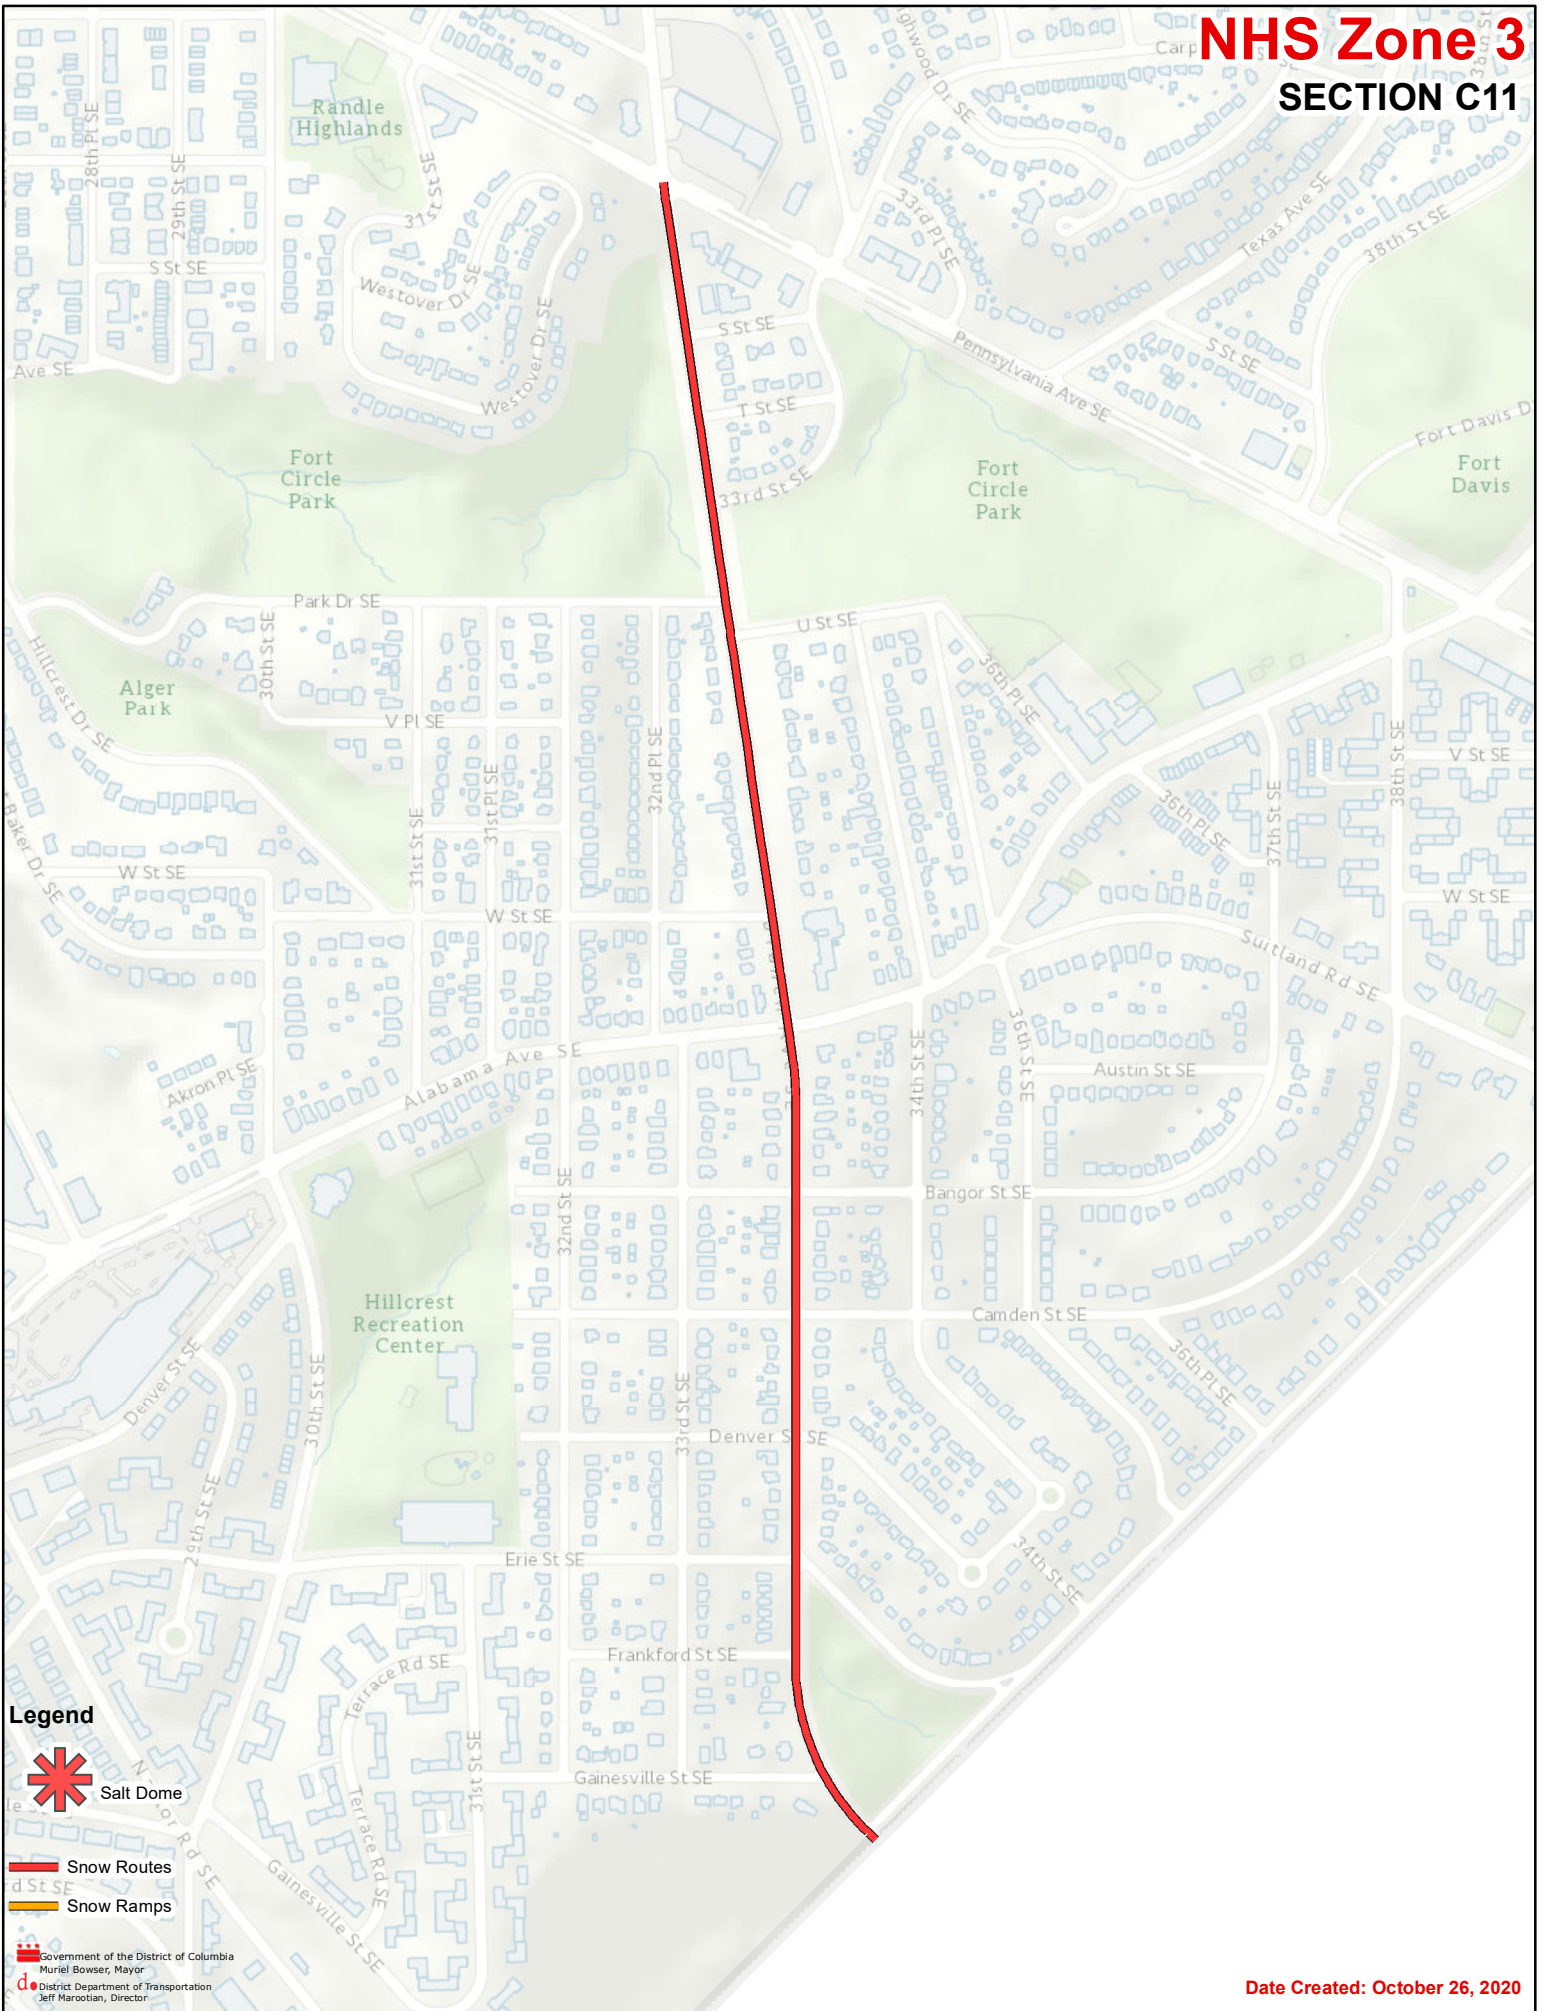 NHS Zone 3
SECTION C11
Randle
Highlands
28th Pl SE
29th St SE
31st St SE
33rd Pl SE
Texas Ave SE
38th St SE
S St SE
Westover Dr SE
Westover Dr SE
S St SE
Pennsylvania Ave SE
S St SE
Ave SE
T St SE
33rd St SE
Fort
Circle
Park
Fort
Circle
Park
Fort Davis D
Fort
Davis
Park Dr SE
U St SE
30th St SE
Hillcrest Dr SE
Alger
Park
V Pl SE
36th Pl SE
32nd Pl SE
31st Pl SE
31st St SE
38th St SE
V St SE
37th St SE
36th Pl SE
Baker Dr SE
W St SE
W St SE
W St SE
Suitland Rd SE
Alabama Ave SE
Akron Pl SE
34th St SE
36th St SE
Austin St SE
Bangor St SE
32nd St SE
Hillcrest
Recreation
Center
Camden St SE
36th Pl SE
Denver St SE
30th St SE
33rd St SE
Denver S SE
29th St SE
Erie St SE
34th St SE
Frankford St SE
Terrace Rd SE
31st St SE
Gainesville St SE
Terrace Rd SE
Gainesville St SE
Legend
Salt Dome
Snow Routes
d St SE
Snow Ramps
Government of the District of Columbia
Muriel Bowser, Mayor
d. District Department of Transportation
Jeff Marootian, Director
Date Created: October 26, 2020